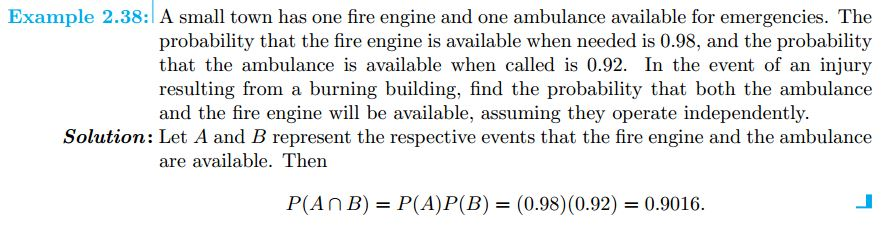 Example 2.38: A small town has one fire engine and one ambulance available for emergencies. The
probability that the fire engine is available when needed is 0.98, and the probability
that the ambulance is available when called is 0.92. In the event of an injury
resulting from a burning building, find the probability that both the ambulance
and the fire engine will be available, assuming they operate independently.
Solution: Let A and B represent the respective events that the fire engine and the ambulance
are available. Then
P(A ∩ B) = P(A)P(B) = (0.98)(0.92) = 0.9016.